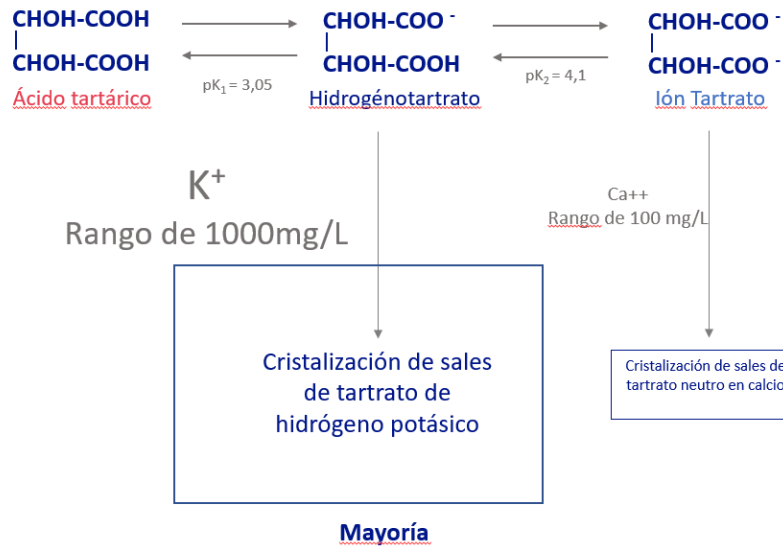 CHOH-COOH
CHOH-COOH
Ácido tartárico
pK₁ = 3,05
CHOH-COO ⁻
CHOH-COOH
Hidrogénotartrato
pK₂ = 4,1
CHOH-COO ⁻
CHOH-COO ⁻
Ión Tartrato
K⁺
Rango de 1000mg/L
Ca++
Rango de 100 mg/L
Cristalización de sales
de tartrato de
hidrógeno potásico
Cristalización de sales de
tartrato neutro en calcio
Mayoría